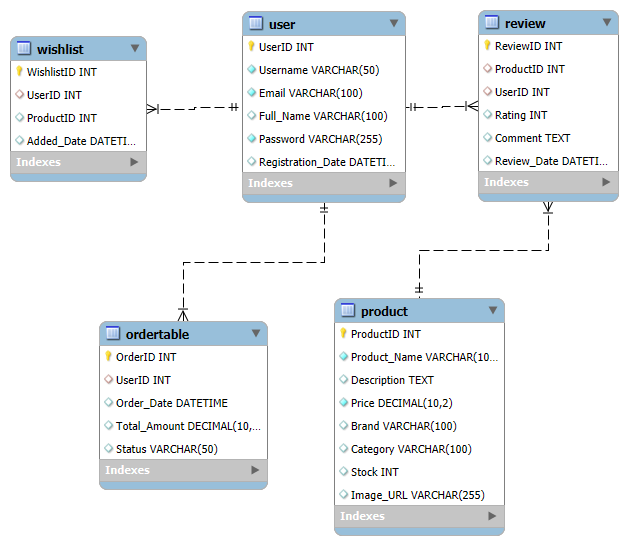 wishlist
WishlistID INT
UserID INT
ProductID INT
Added_Date DATETI...
Indexes
user
UserID INT
Username VARCHAR(50)
Email VARCHAR(100)
Full_Name VARCHAR(100)
Password VARCHAR(255)
Registration_Date DATETI...
Indexes
review
ReviewID INT
ProductID INT
UserID INT
Rating INT
Comment TEXT
Review_Date DATETI...
Indexes
ordertable
OrderID INT
UserID INT
Order_Date DATETIME
Total_Amount DECIMAL(10,...
Status VARCHAR(50)
Indexes
product
ProductID INT
Product_Name VARCHAR(10...
Description TEXT
Price DECIMAL(10,2)
Brand VARCHAR(100)
Category VARCHAR(100)
Stock INT
Image_URL VARCHAR(255)
Indexes